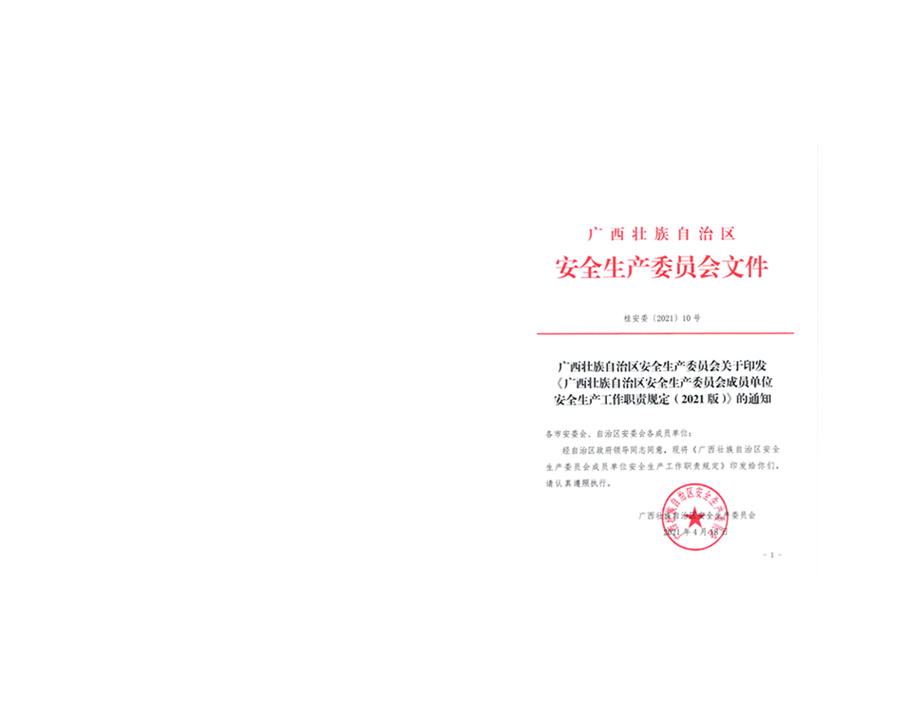 广西壮族自治区
安全生产委员会文件
桂安委〔2021〕10号
广西壮族自治区安全生产委员会关于印发
《广西壮族自治区安全生产委员会成员单位
安全生产工作职责规定（2021版）》的通知
各市安委会、自治区安委会各成员单位：
经自治区政府领导同志同意，现将《广西壮族自治区安全
生产委员会成员单位安全生产工作职责规定》印发给你们，
请认真遵照执行。
广西壮族自治区安全生产委员会
2021年4月18日
- 1 -